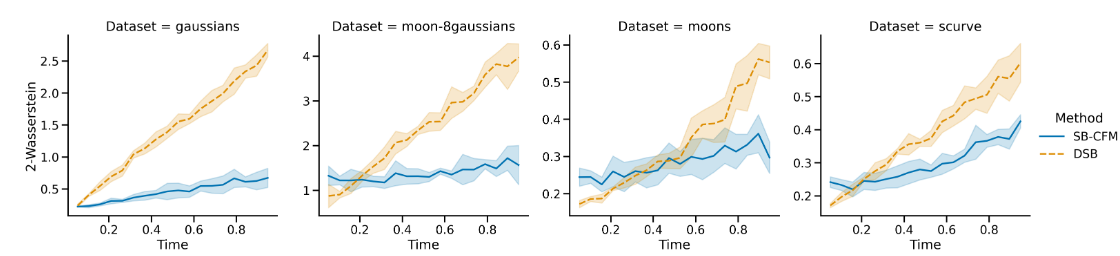 Dataset = gaussians
2-Wasserstein
2.5
2.0
1.5
1.0
0.5
0.2 0.4 0.6 0.8
Time
Dataset = moon-8gaussians
4
3
2
1
0.2 0.4 0.6 0.8
Time
Dataset = moons
0.6
0.5
0.4
0.3
0.2
0.2 0.4 0.6 0.8
Time
Dataset = scurve
0.6
0.5
0.4
0.3
0.2
0.2 0.4 0.6 0.8
Time
Method
SB-CFM
DSB